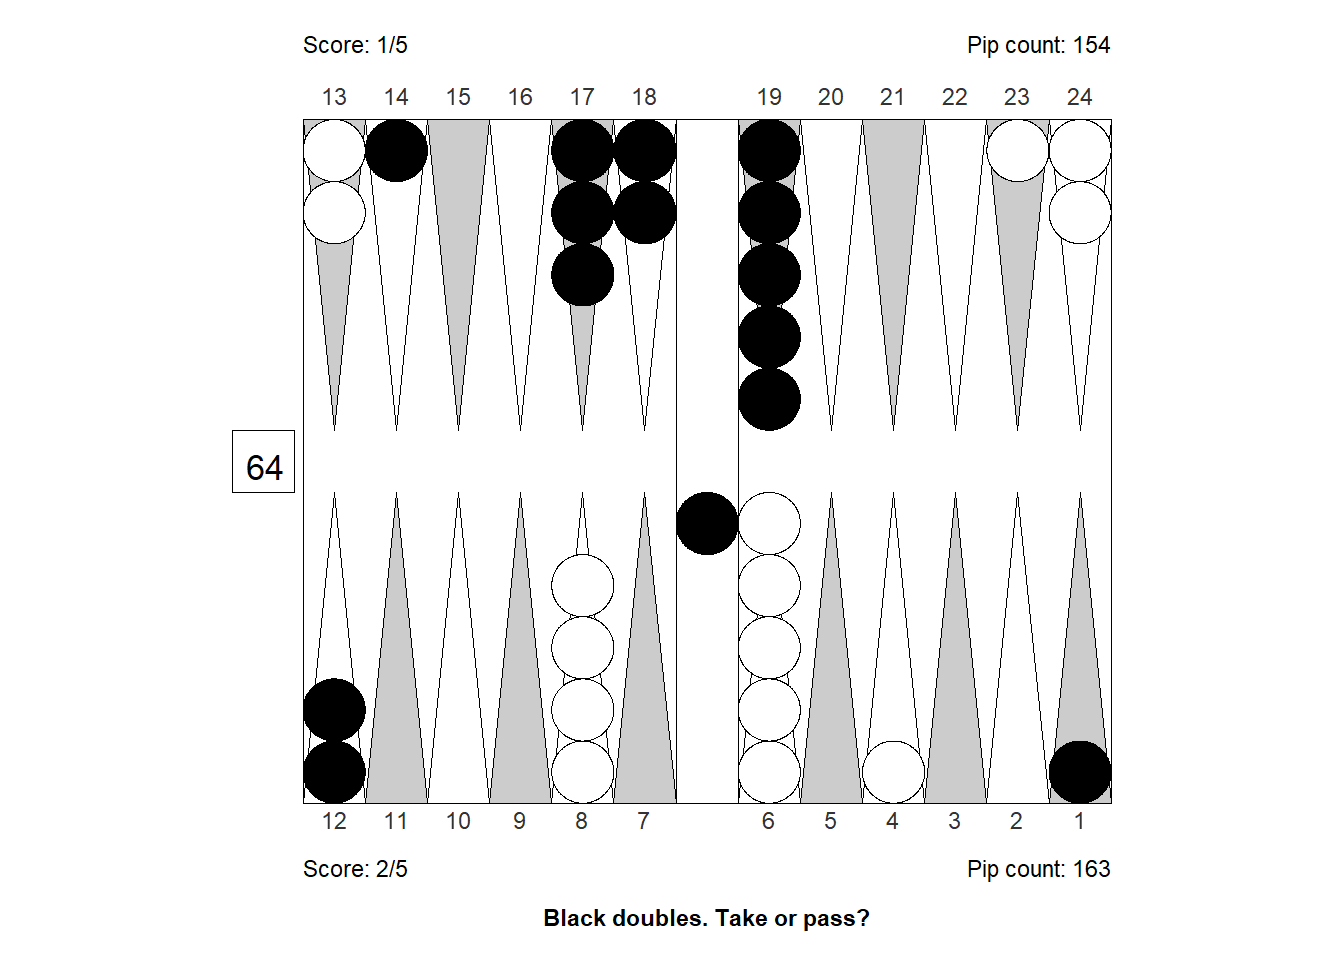 Score: 1/5 Pip count: 154
13 14 15 16 17 18 19 20 21 22 23 24
64
12 11 10 9 8 7 6 5 4 3 2 1
Score: 2/5 Pip count: 163
Black doubles. Take or pass?